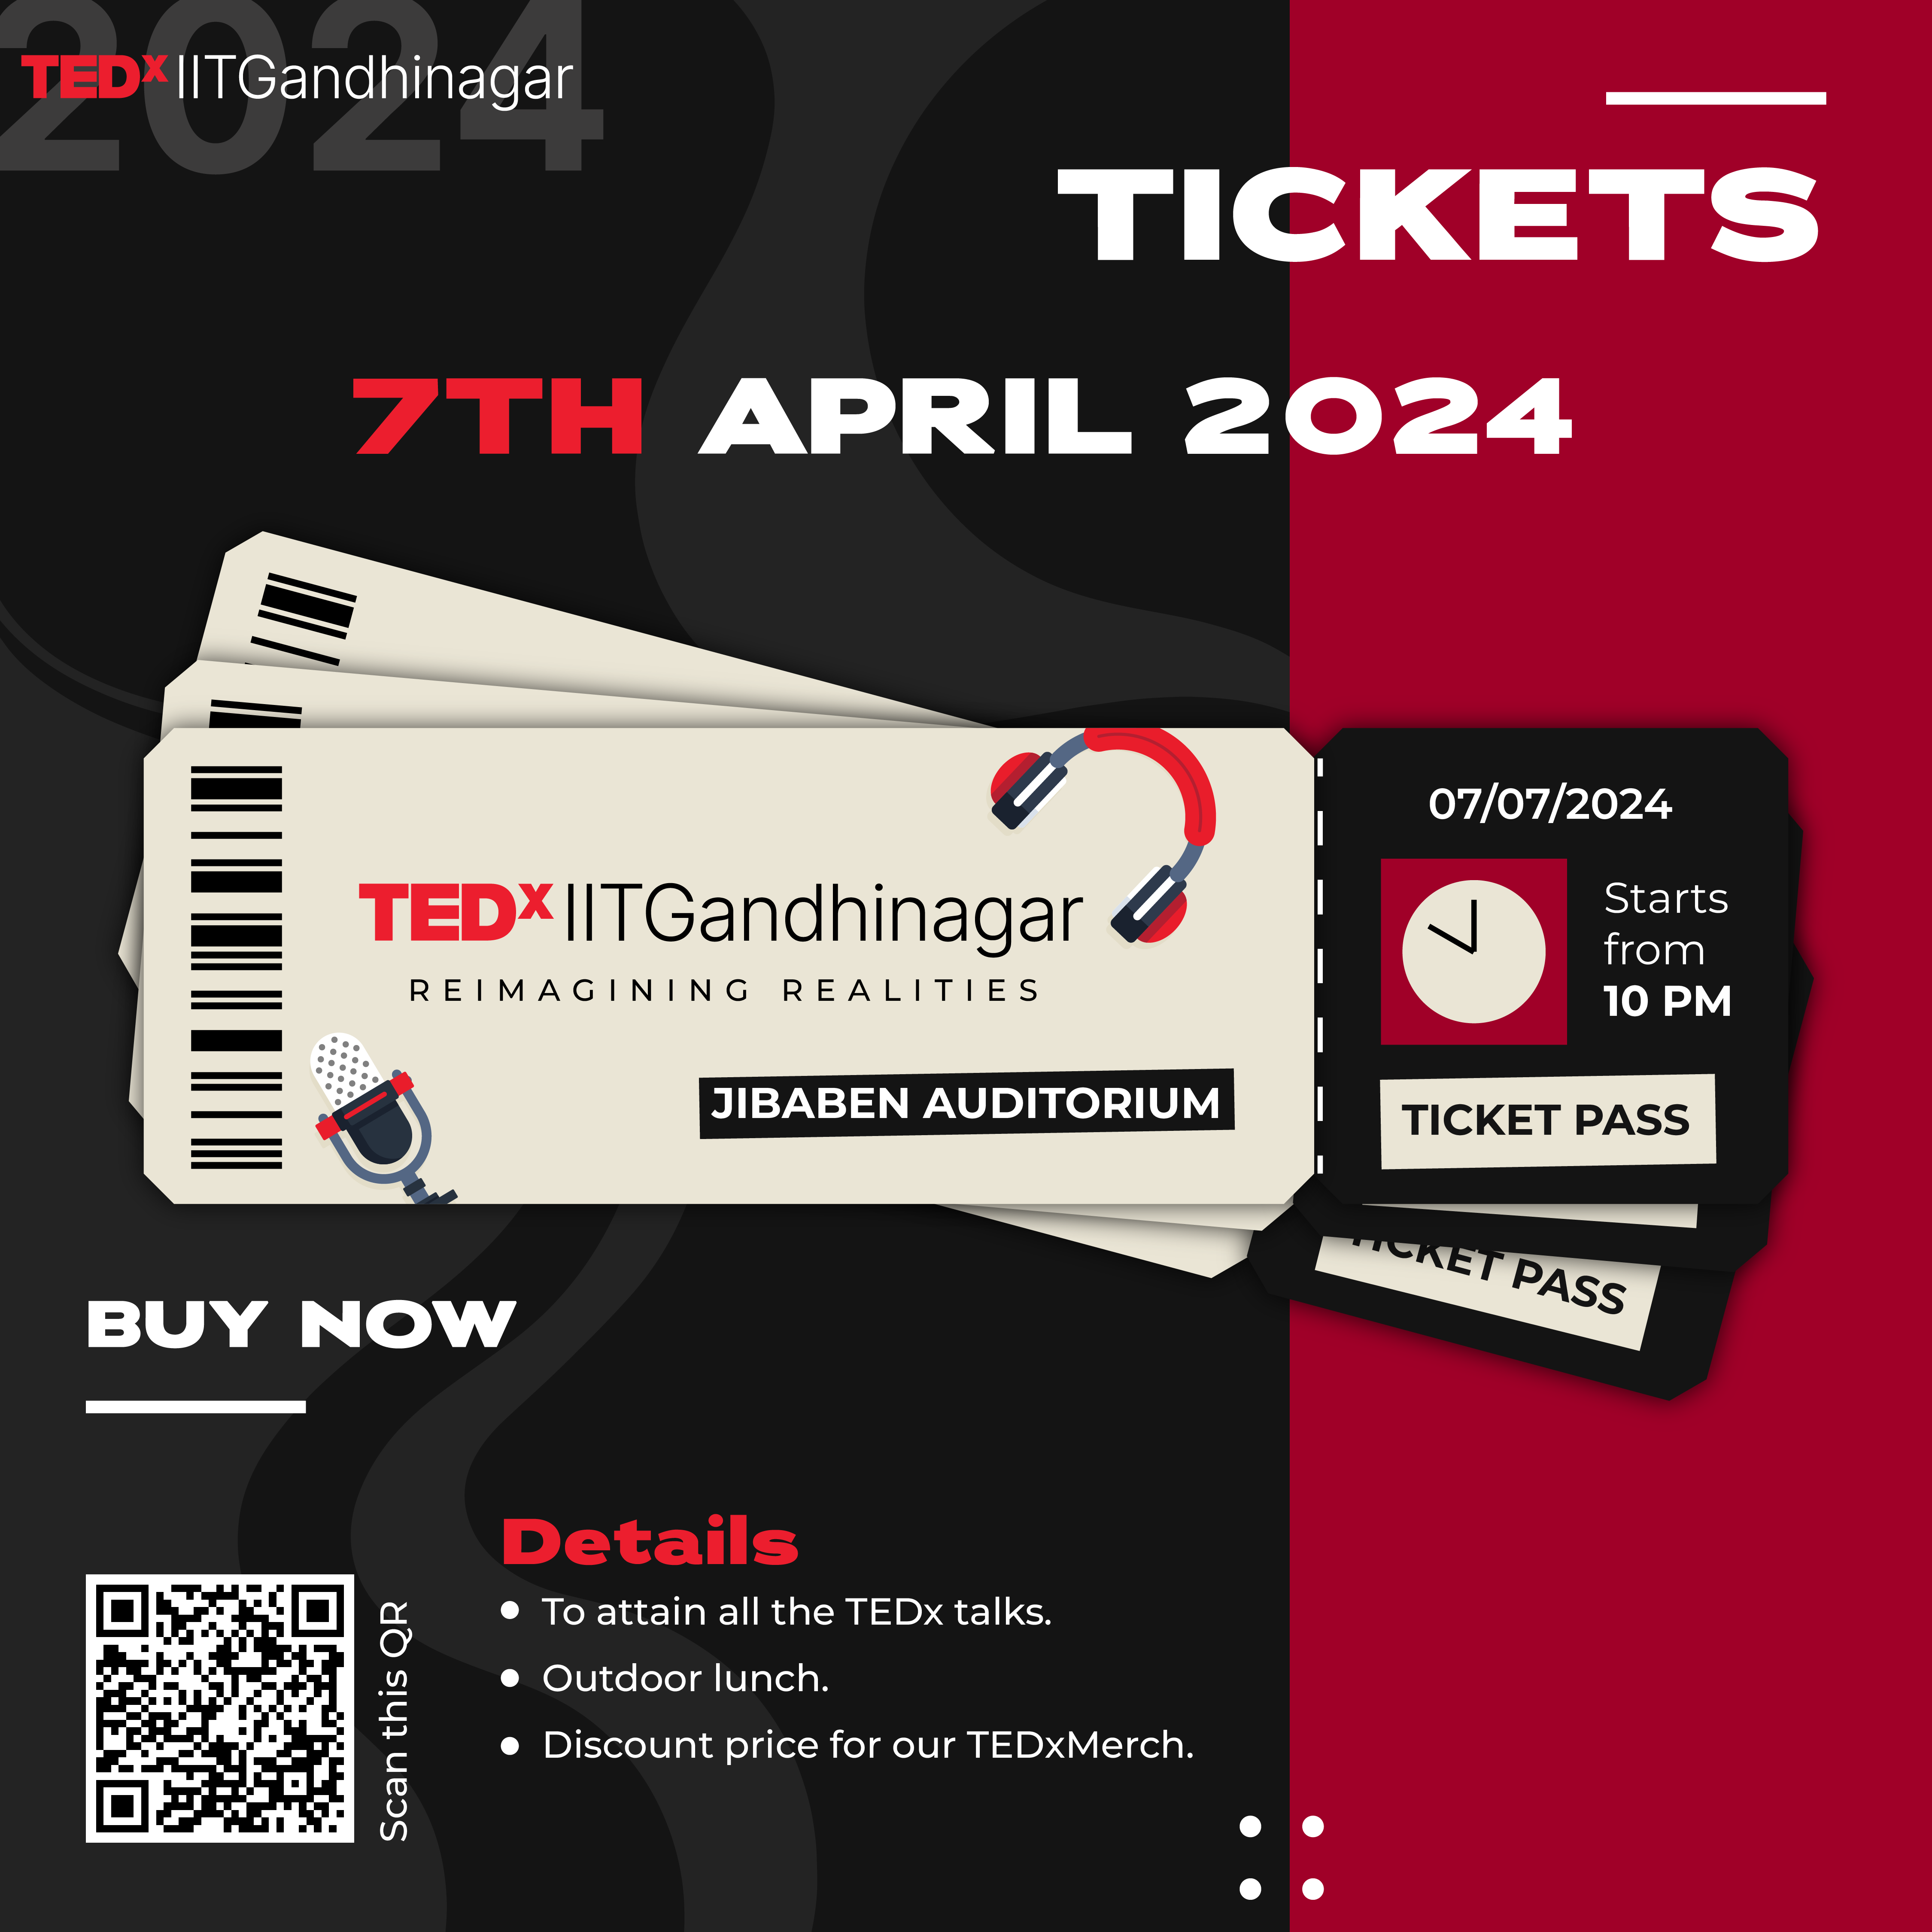 2024
TEDx IITGandhinagar
TICKETS
7TH APRIL 2024
TEDx IITGandhinagar
REIMAGINING REALITIES
JIBABEN AUDITORIUM
07/07/2024
Starts
from
10 PM
TICKET PASS
TICKET PASS
BUY NOW
Scan this QR
Details
To attain all the TEDx talks.
Outdoor lunch.
Discount price for our TEDxMerch.